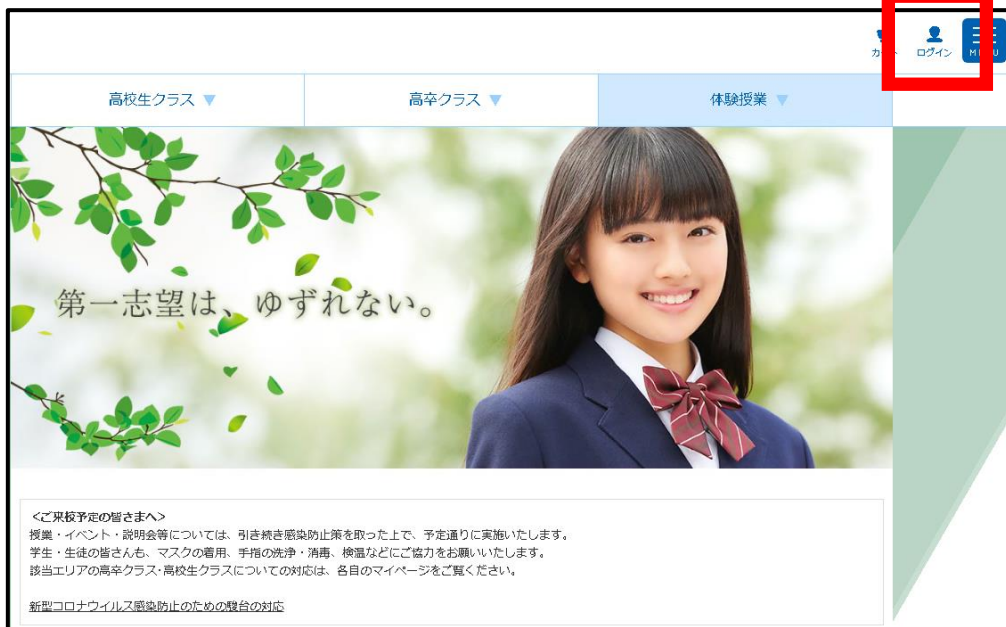 ログイン
高校生クラス ▼
高卒クラス ▼
体験授業 ▼
第一志望は、ゆずれない。
<ご来校予定の皆さまへ>
授業・イベント・説明会等については、引き続き感染防止策を取った上で、予定通りに実施いたします。
学生・生徒の皆さんも、マスクの着用、手指の洗浄・消毒、検温などにご協力をお願いいたします。
該当エリアの高卒クラス・高校生クラスについての対応は、各自のマイページをご覧ください。
新型コロナウイルス感染防止のための駿台の対応